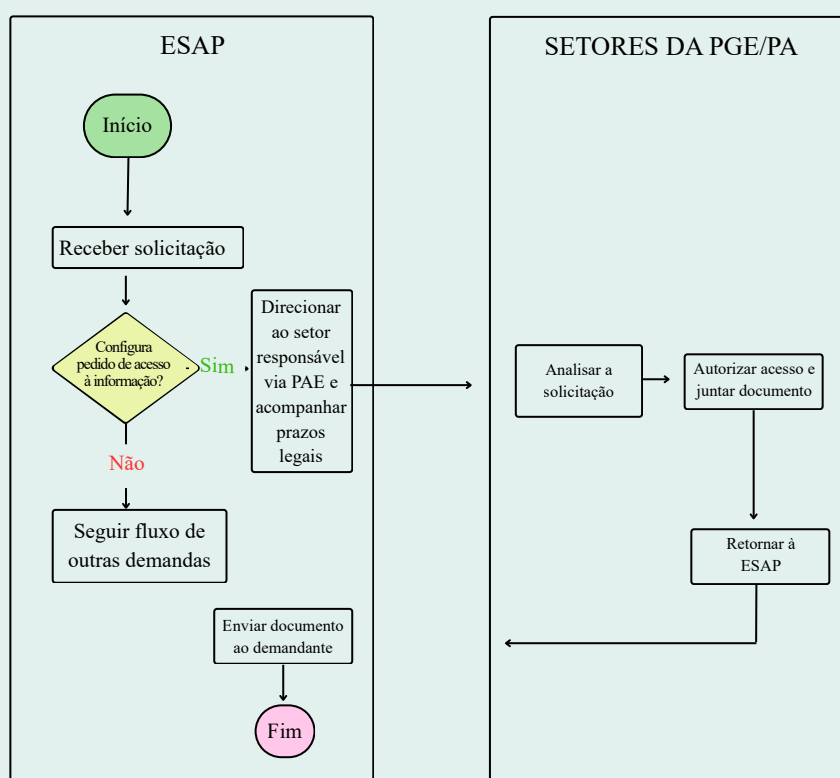 ESAP
Início
Receber solicitação
Configura
pedido de acesso
à informação?
Sim
Direcionar
ao setor
responsável
via PAE e
acompanhar
prazos
legais
Não
Seguir fluxo de
outras demandas
Enviar documento
ao demandante
Fim
SETORES DA PGE/PA
Analisar a
solicitação
Autorizar acesso e
juntar documento
Retornar à
ESAP